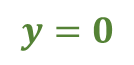 y = 0